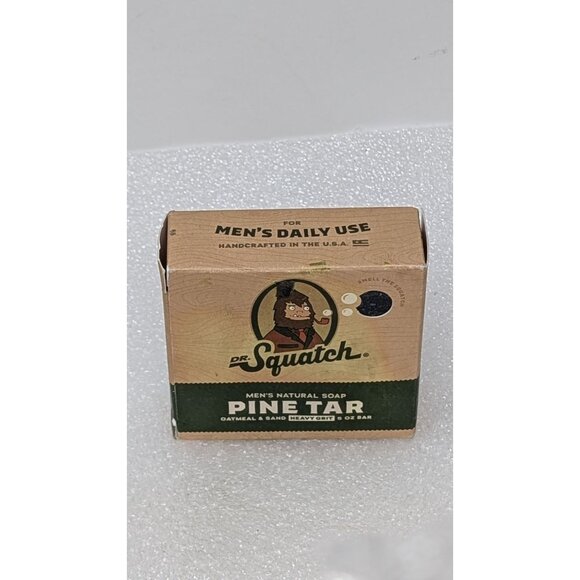 FOR
MEN'S DAILY USE
HANDCRAFTED IN THE U.S.A.
SMELL THE SQUATCH
DR. Squatch®
MEN'S NATURAL SOAP
PINE TAR
OATMEAL & SAND HEAVY GRIT 5 OZ BAR